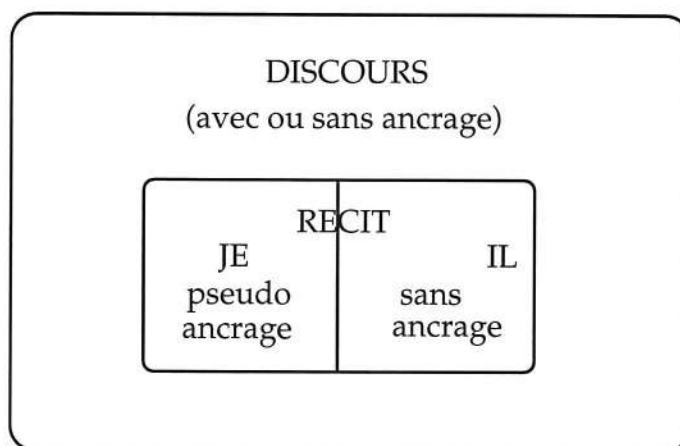 DISCOURS
(avec ou sans ancrage)
RECIT
JE IL
pseudo sans
ancrage ancrage